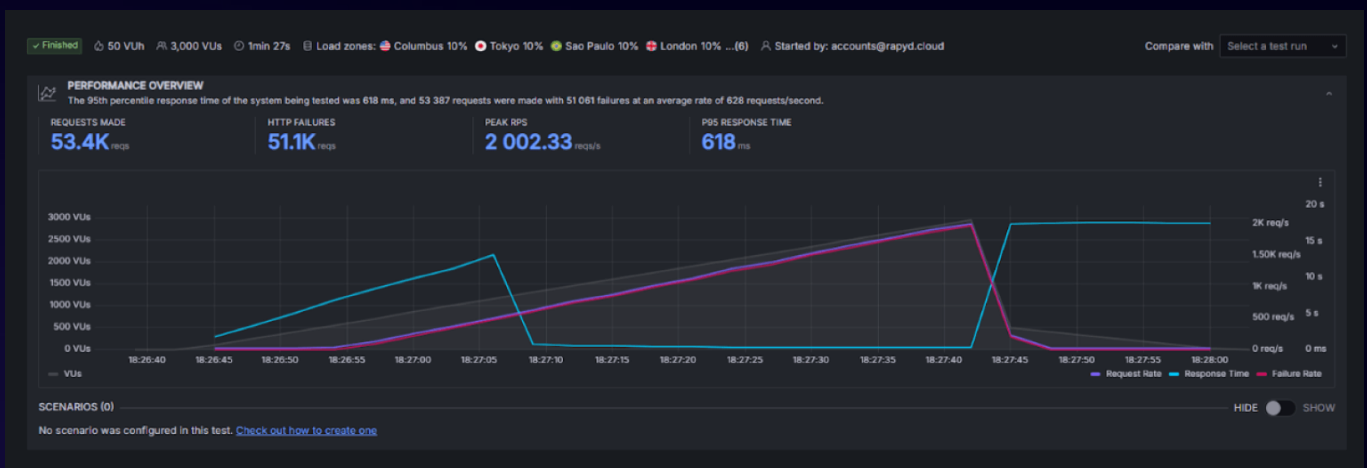 Finished 50 VUh 3,000 VUs 1min 27s Load zones: Columbus 10% Tokyo 10% Sao Paulo 10% London 10% ...(6) Started by: accounts@rapyd.cloud Compare with Select a test run
PERFORMANCE OVERVIEW
The 95th percentile response time of the system being tested was 618 ms, and 53 387 requests were made with 51 061 failures at an average rate of 628 requests/second.
REQUESTS MADE HTTP FAILURES PEAK RPS P95 RESPONSE TIME
53.4K reqs 51.1K reqs 2 002.33 reqs/s 618 ms
20 s
3000 VUs 2K req/s
2500 VUs 15 s
2000 VUs 1.50K req/s
1500 VUs 10 s
1K req/s
1000 VUs
500 VUs 500 req/s 5 s
0 VUs 0 req/s 0 ms
18:26:40 18:26:45 18:26:50 18:26:55 18:27:00 18:27:05 18:27:10 18:27:15 18:27:20 18:27:25 18:27:30 18:27:35 18:27:40 18:27:45 18:27:50 18:27:55 18:28:00
VUs Request Rate Response Time Failure Rate
SCENARIOS (0) HIDE SHOW
No scenario was configured in this test. Check out how to create one